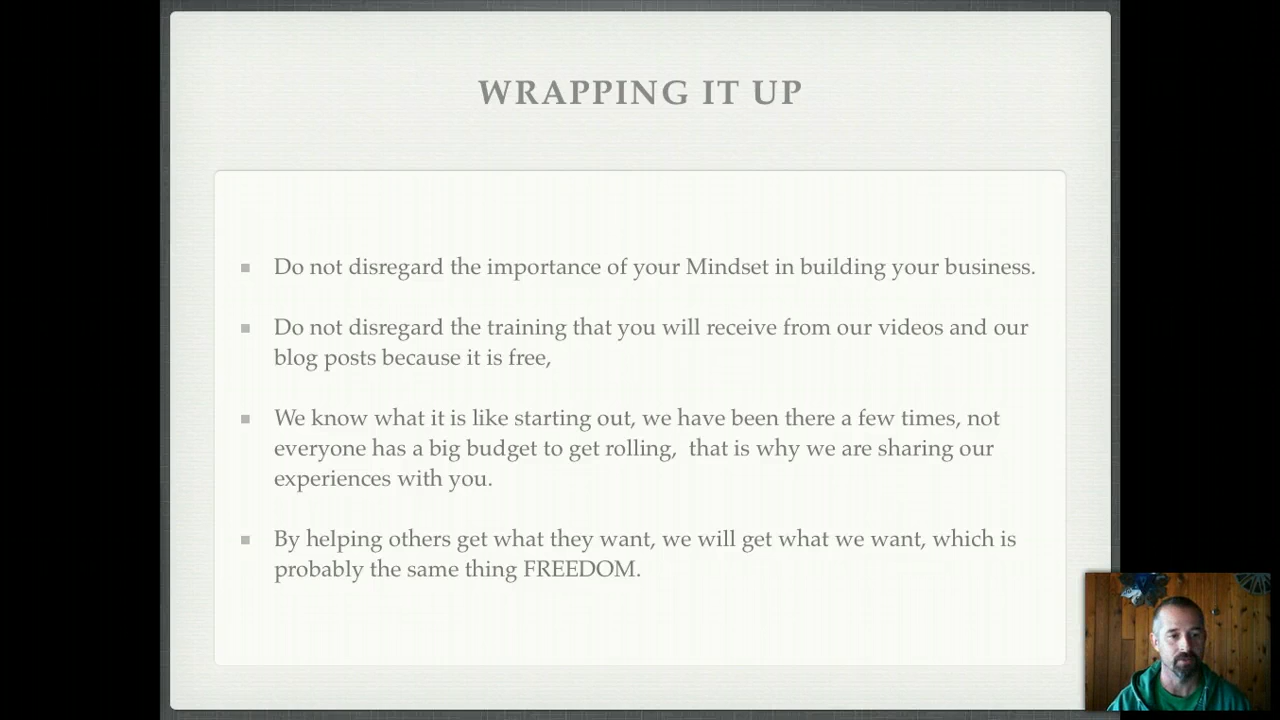 WRAPPING IT UP
Do not disregard the importance of your Mindset in building your business.
Do not disregard the training that you will receive from our videos and our
blog posts because it is free,
We know what it is like starting out, we have been there a few times, not
everyone has a big budget to get rolling,  that is why we are sharing our
experiences with you.
By helping others get what they want, we will get what we want, which is
probably the same thing FREEDOM.